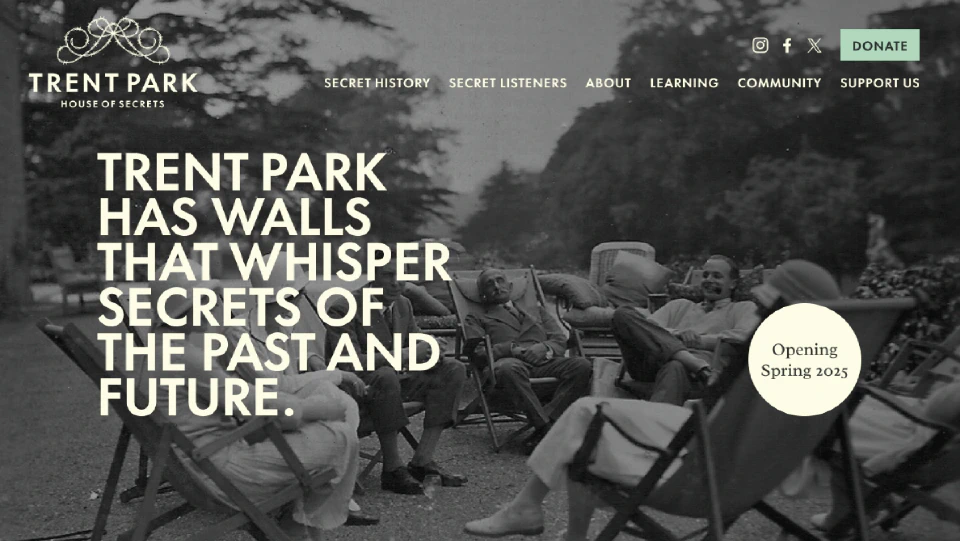 TRENT PARK
HOUSE OF SECRETS
DONATE
SECRET HISTORY
SECRET LISTENERS
ABOUT
LEARNING
COMMUNITY
SUPPORT US
TRENT PARK
HAS WALLS
THAT WHISPER
SECRETS OF
THE PAST AND
FUTURE.
Opening
Spring 2025